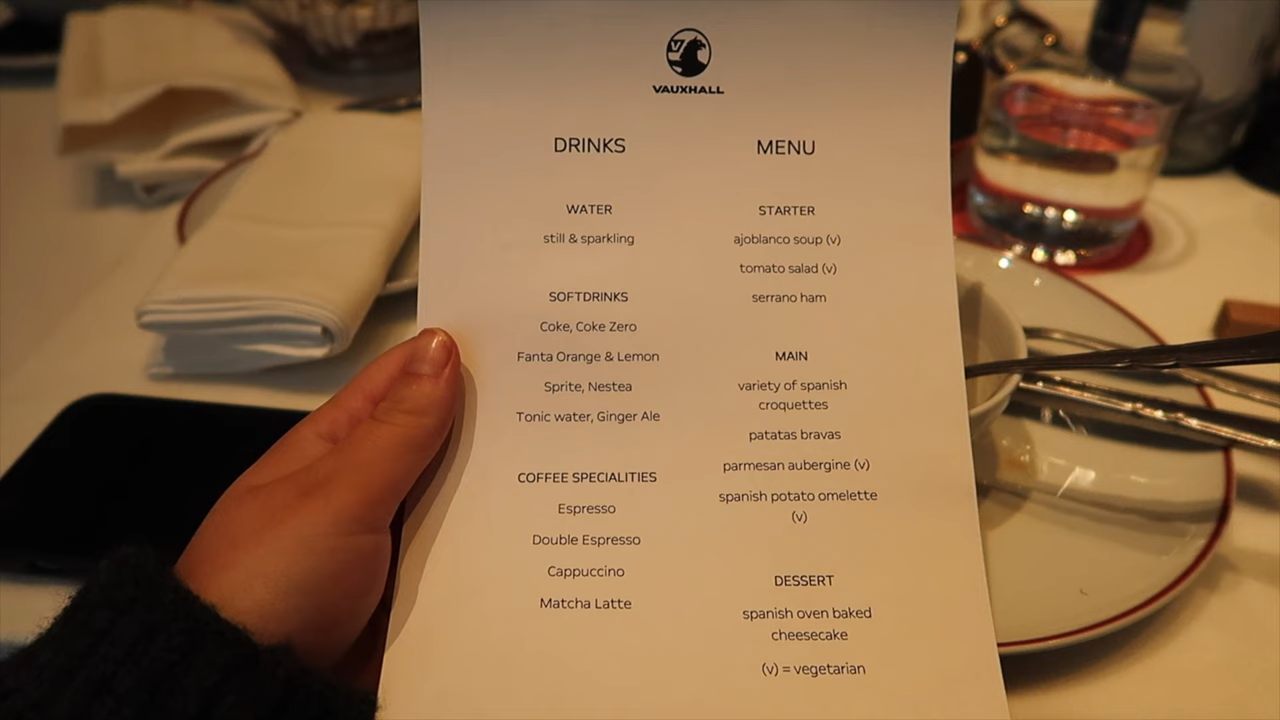 VAUXHALL
DRINKS
WATER
still & sparkling
SOFTDRINKS
Coke, Coke Zero
Fanta Orange & Lemon
Sprite, Nestea
Tonic water, Ginger Ale
COFFEE SPECIALITIES
Espresso
Double Espresso
Cappuccino
Matcha Latte
MENU
STARTER
ajoblanco soup (v)
tomato salad (v)
serrano ham
MAIN
variety of spanish
croquettes
patatas bravas
parmesan aubergine (v)
spanish potato omelette
(v)
DESSERT
spanish oven baked
cheesecake
(v) = vegetarian